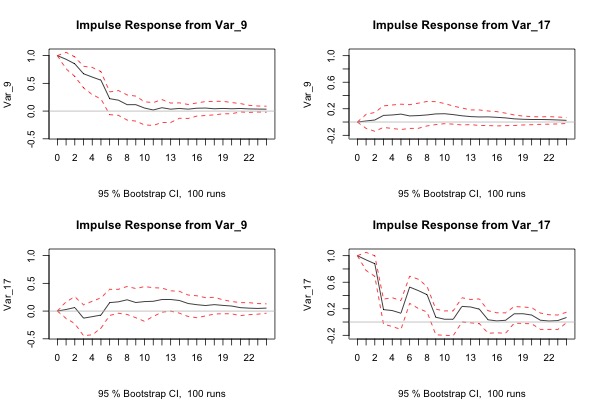 Impulse Response from Var_9
Var_9
1.0
0.5
0.0
-0.5
0 2 4 6 8 10 13 16 19 22
95 % Bootstrap CI, 100 runs
Impulse Response from Var_17
Var_9
1.0
0.6
0.2
-0.2
0 2 4 6 8 10 13 16 19 22
95 % Bootstrap CI, 100 runs
Impulse Response from Var_9
Var_17
1.0
0.5
0.0
-0.5
0 2 4 6 8 10 13 16 19 22
95 % Bootstrap CI, 100 runs
Impulse Response from Var_17
Var_17
1.0
0.6
0.2
-0.2
0 2 4 6 8 10 13 16 19 22
95 % Bootstrap CI, 100 runs